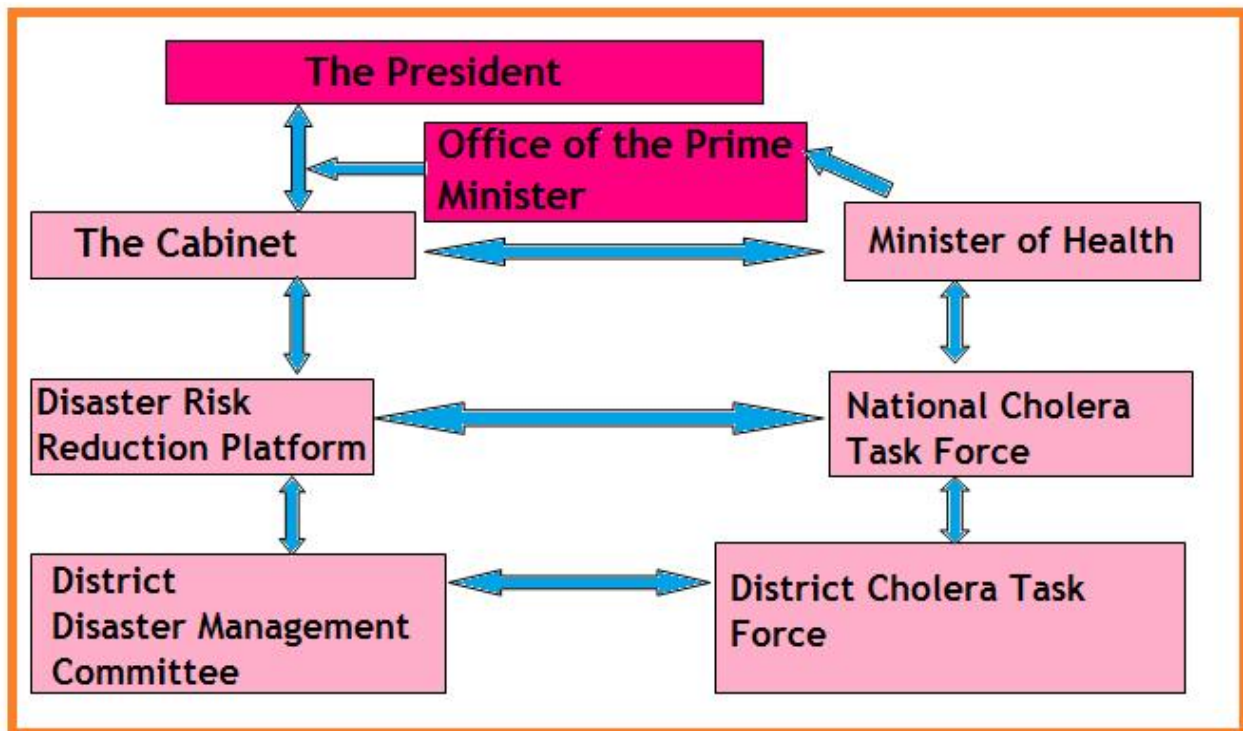 The President
Office of the Prime
Minister
The Cabinet
Minister of Health
Disaster Risk
Reduction Platform
National Cholera
Task Force
District
Disaster Management
Committee
District Cholera Task
Force